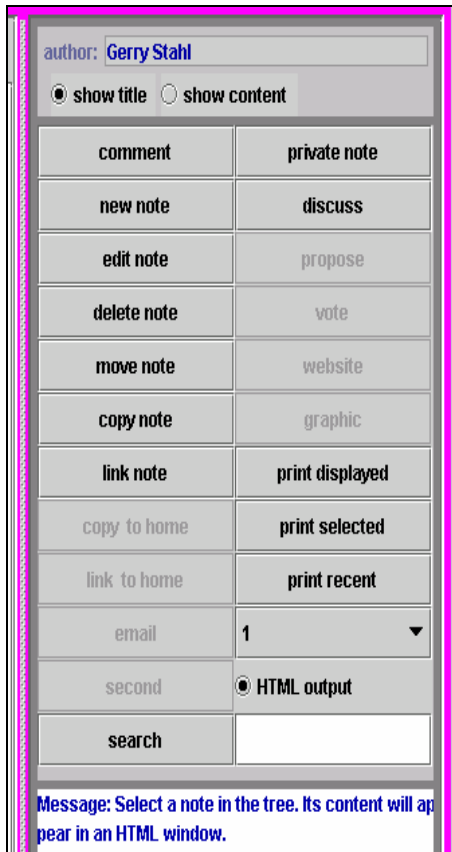 author: Gerry Stahl
show title show content
comment private note
new note discuss
edit note propose
delete note vote
move note website
copy note graphic
link note print displayed
copy to home print selected
link to home print recent
email 1
second HTML output
search
Message: Select a note in the tree. Its content will ap
pear in an HTML window.